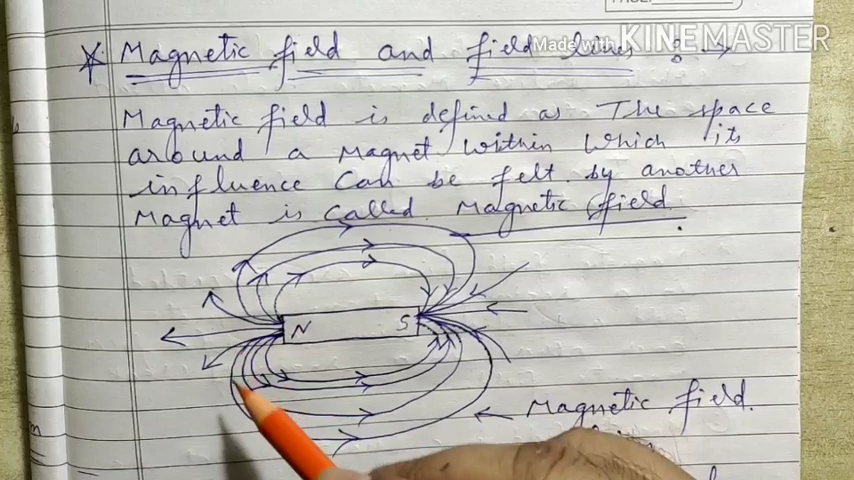 Made with KINEMASTER
* Magnetic field and field lines :→
Magnetic field is defined as The space
around a Magnet within which its
influence can be felt by another
Magnet is called Magnetic field.
N S
← Magnetic field.